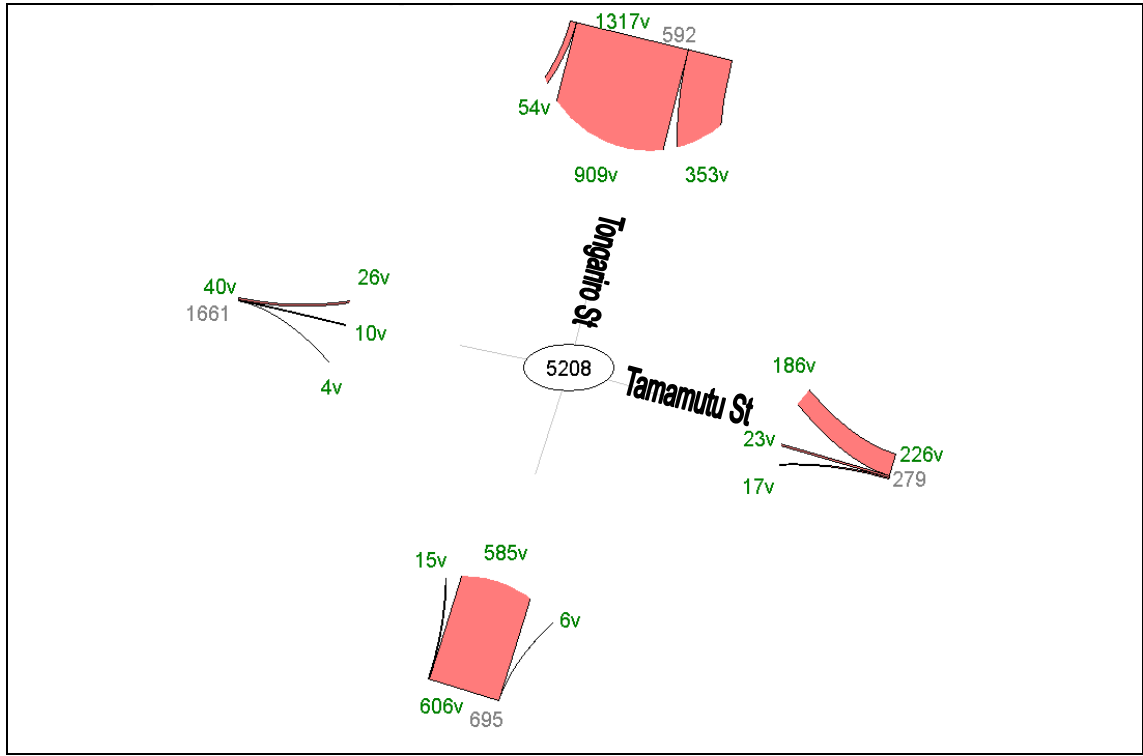 1317v
592
54v
909v
353v
Tongariro St
40v
1661
26v
10v
4v
5208
Tamamutu St
186v
23v
17v
226v
279
15v
585v
6v
606v
695